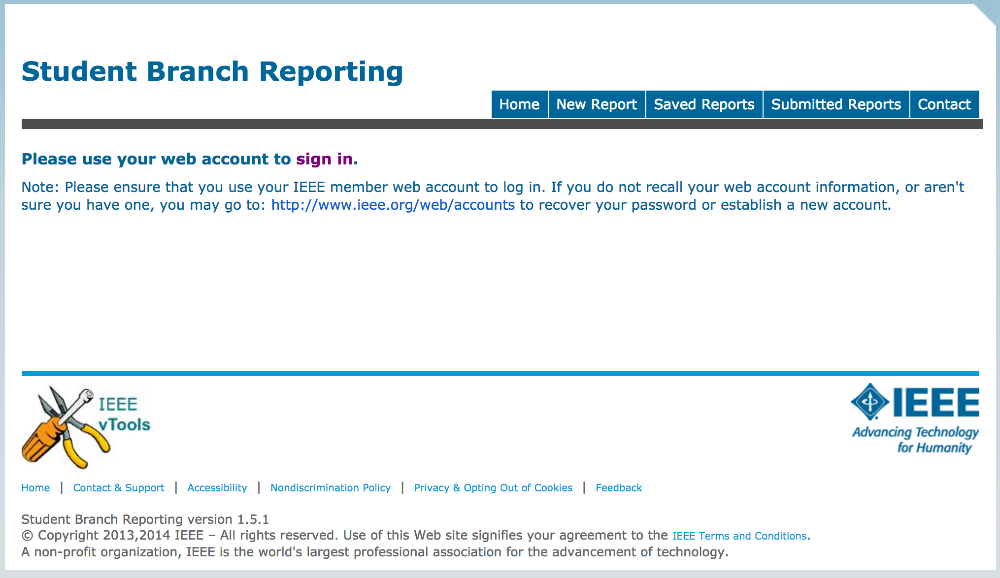 Student Branch Reporting
Home New Report Saved Reports Submitted Reports Contact
Please use your web account to sign in.
Note: Please ensure that you use your IEEE member web account to log in. If you do not recall your web account information, or aren't
sure you have one, you may go to: http://www.ieee.org/web/accounts to recover your password or establish a new account.
IEEE
vTools
IEEE
Advancing Technology
for Humanity
Home | Contact & Support | Accessibility | Nondiscrimination Policy | Privacy & Opting Out of Cookies | Feedback
Student Branch Reporting version 1.5.1
© Copyright 2013,2014 IEEE – All rights reserved. Use of this Web site signifies your agreement to the IEEE Terms and Conditions.
A non-profit organization, IEEE is the world's largest professional association for the advancement of technology.